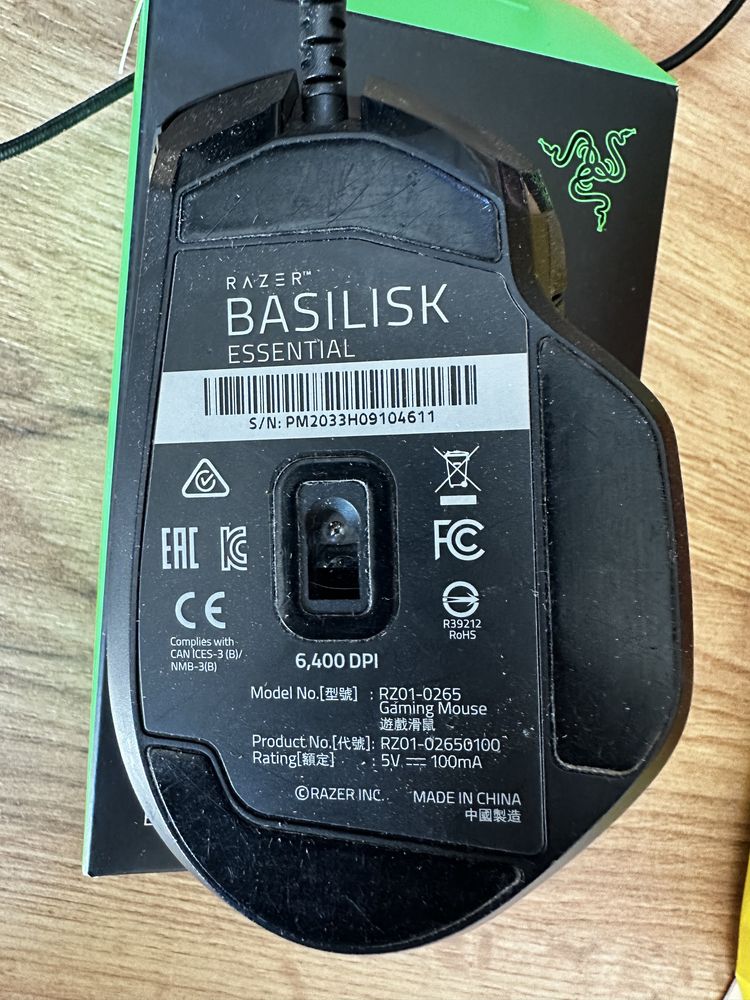 RAZER™
BASILISK
ESSENTIAL
S/N: PM2033H09104611
EAC
FC
CE
R39212
RoHS
Complies with
CAN ICES-3 (B)/
NMB-3(B)
6,400 DPI
Model No.[型號] : RZ01-0265
Gaming Mouse
遊戲滑鼠
Product No.[代號]: RZ01-02650100
Rating[額定] : 5V ⎓ 100mA
©RAZER INC.
MADE IN CHINA
中國製造